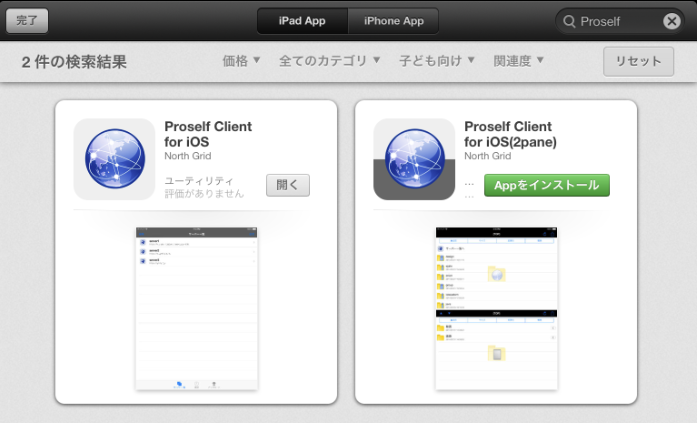 完了
iPad App
iPhone App
Proself
2 件の検索結果
価格 ▼
全てのカテゴリ ▼
子ども向け ▼
関連度 ▼
リセット
Proself Client
for iOS
North Grid
ユーティリティ
評価がありません
開く
Proself Client
for iOS(2pane)
North Grid
...
...
Appをインストール